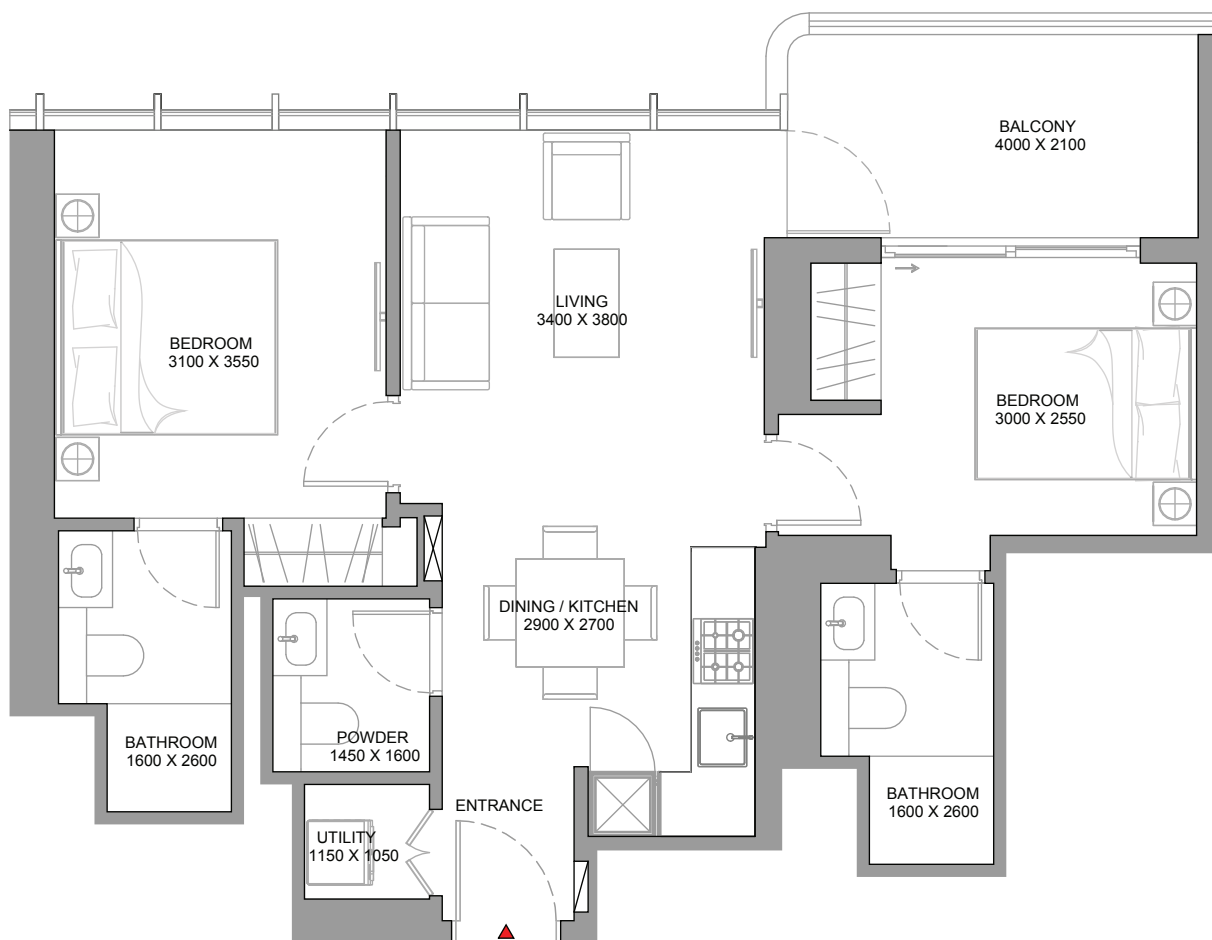 BALCONY
4000 X 2100
LIVING
3400 X 3800
BEDROOM
3100 X 3550
BEDROOM
3000 X 2550
DINING / KITCHEN
2900 X 2700
POWDER
1450 X 1600
BATHROOM
1600 X 2600
BATHROOM
1600 X 2600
ENTRANCE
UTILITY
1150 X 1050